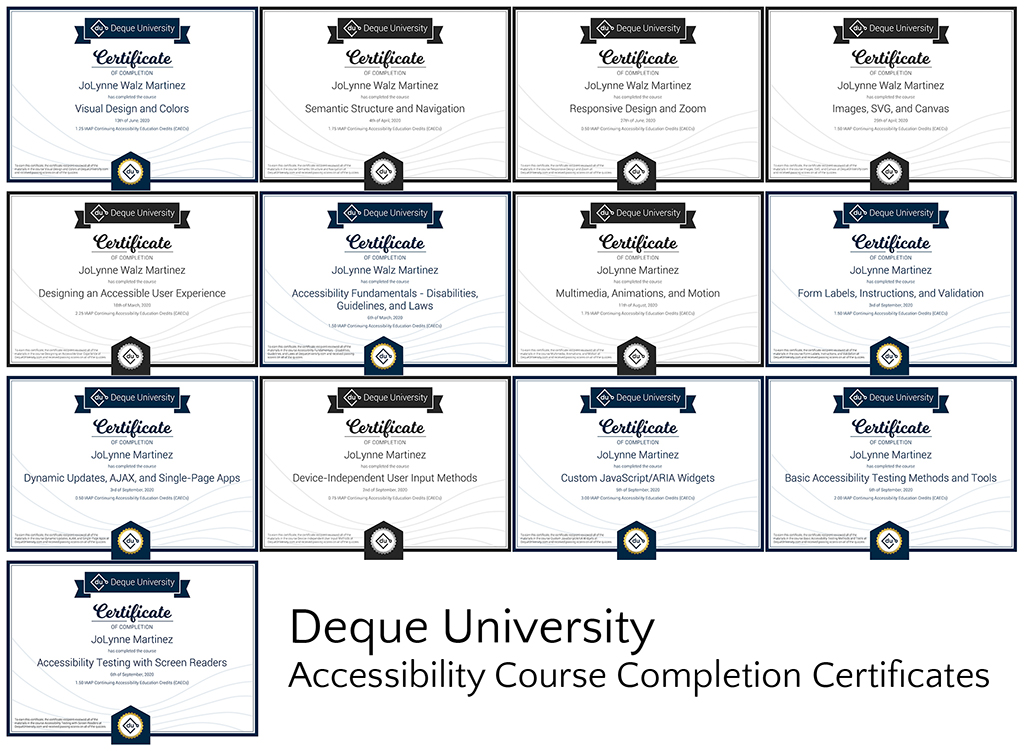 du Deque University
Certificate
OF COMPLETION
JoLynne Walz Martinez
has completed the course
Visual Design and Colors
of June, 2020
1.25 IAAP Continuing Accessibility Education Credits (CAECs)
du Deque University
Certificate
OF COMPLETION
JoLynne Walz Martinez
has completed the course
Semantic Structure and Navigation
4th of April, 2020
1.75 IAAP Continuing Accessibility Education Credits (CAECs)
du Deque University
Certificate
OF COMPLETION
JoLynne Walz Martinez
has completed the course
Responsive Design and Zoom
27th of June, 2020
0.50 IAAP Continuing Accessibility Education Credits (CAECs)
du Deque University
Certificate
OF COMPLETION
JoLynne Walz Martinez
has completed the course
Images, SVG, and Canvas
of April, 2020
1.50 IAAP Continuing Accessibility Education Credits (CAECs)
du Deque University
Certificate
OF COMPLETION
JoLynne Walz Martinez
has completed the course
Designing an Accessible User Experience
of March, 2020
2.25 IAAP Continuing Accessibility Education Credits (CAECs)
du Deque University
Certificate
OF COMPLETION
JoLynne Walz Martinez
has completed the course
Accessibility Fundamentals - Disabilities,
Guidelines, and Laws
of March, 2020
1.50 IAAP Continuing Accessibility Education Credits (CAECs)
du Deque University
Certificate
OF COMPLETION
JoLynne Martinez
has completed the course
Multimedia, Animations, and Motion
11th of August, 2020
1.75 IAAP Continuing Accessibility Education Credits (CAECs)
du Deque University
Certificate
OF COMPLETION
JoLynne Martinez
has completed the course
Form Labels, Instructions, and Validation
3rd of September, 2020
1.50 IAAP Continuing Accessibility Education Credits (CAECs)
du Deque University
Certificate
OF COMPLETION
JoLynne Martinez
has completed the course
Dynamic Updates, AJAX, and Single-Page Apps
3rd of September, 2020
0.50 IAAP Continuing Accessibility Education Credits (CAECs)
du Deque University
Certificate
OF COMPLETION
JoLynne Martinez
has completed the course
Device-Independent User Input Methods
2nd of September, 2020
0.75 IAAP Continuing Accessibility Education Credits (CAECs)
du Deque University
Certificate
OF COMPLETION
JoLynne Martinez
has completed the course
Custom JavaScript/ARIA Widgets
5th of September, 2020
3.00 IAAP Continuing Accessibility Education Credits (CAECs)
du Deque University
Certificate
OF COMPLETION
JoLynne Martinez
has completed the course
Basic Accessibility Testing Methods and Tools
of September, 2020
2.00 IAAP Continuing Accessibility Education Credits (CAECs)
du Deque University
Certificate
OF COMPLETION
JoLynne Martinez
has completed the course
Accessibility Testing with Screen Readers
of September, 2020
1.50 IAAP Continuing Accessibility Education Credits (CAECs)
Deque University
Accessibility Course Completion Certificates